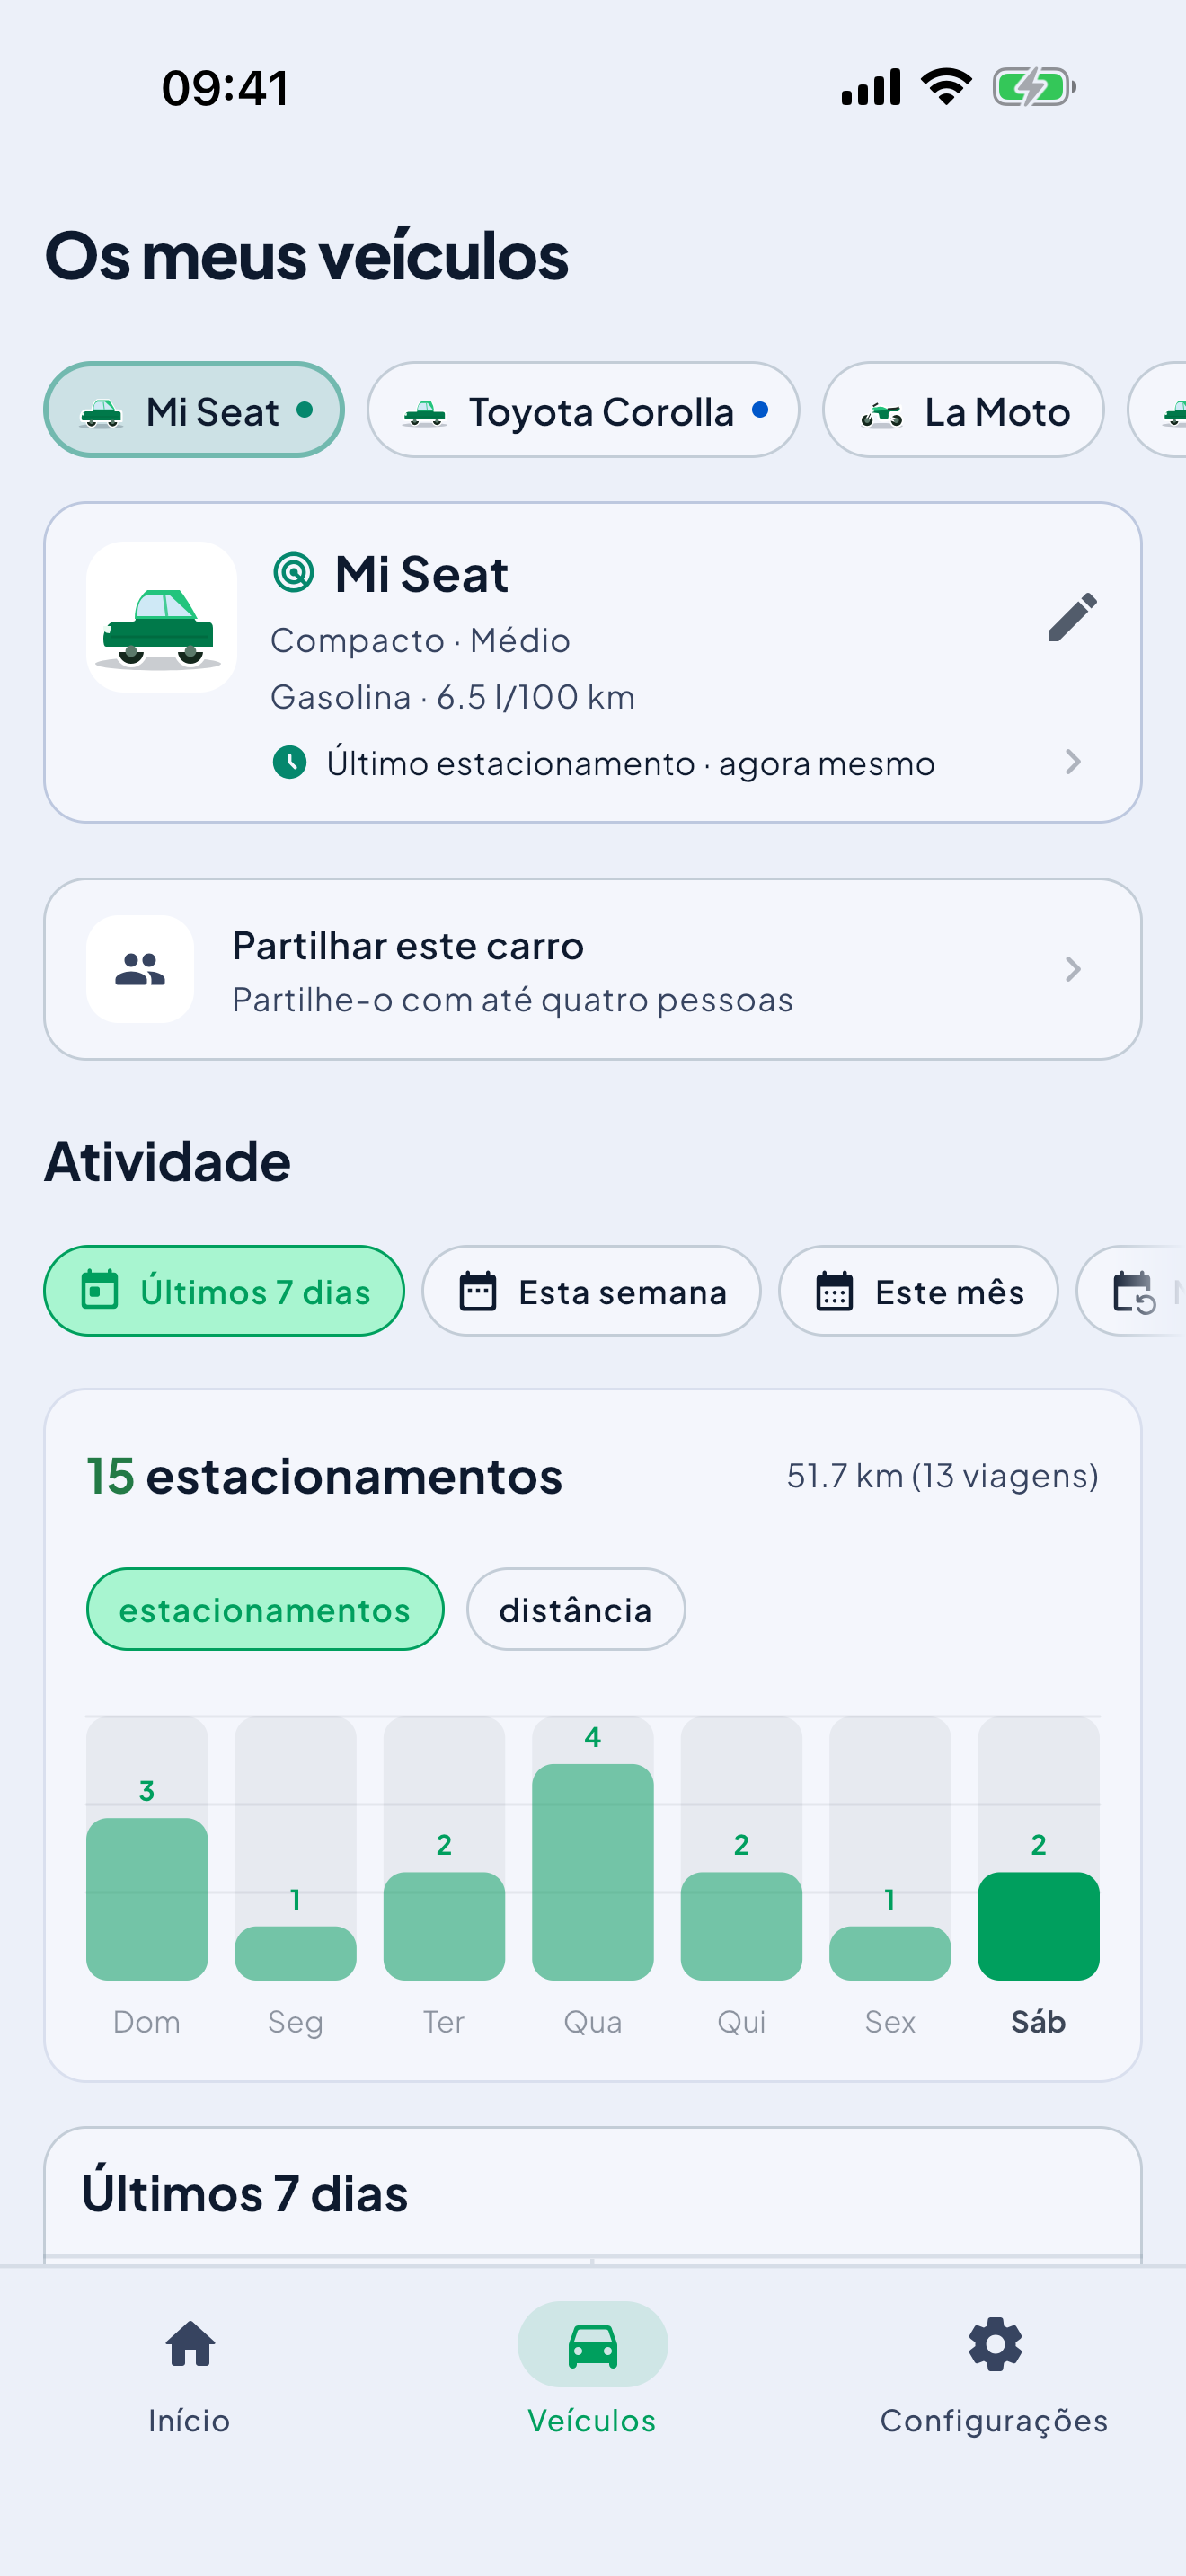 09:41
Os meus veículos
Mi Seat
Toyota Corolla
La Moto
Mi Seat
Compacto · Médio
Gasolina · 6.5 l/100 km
Último estacionamento · agora mesmo
Partilhar este carro
Partilhe-o com até quatro pessoas
Atividade
Últimos 7 dias
Esta semana
Este mês
15 estacionamentos
51.7 km (13 viagens)
estacionamentos
distância
3
1
2
4
2
1
2
Dom
Seg
Ter
Qua
Qui
Sex
Sáb
Últimos 7 dias
Início
Veículos
Configurações